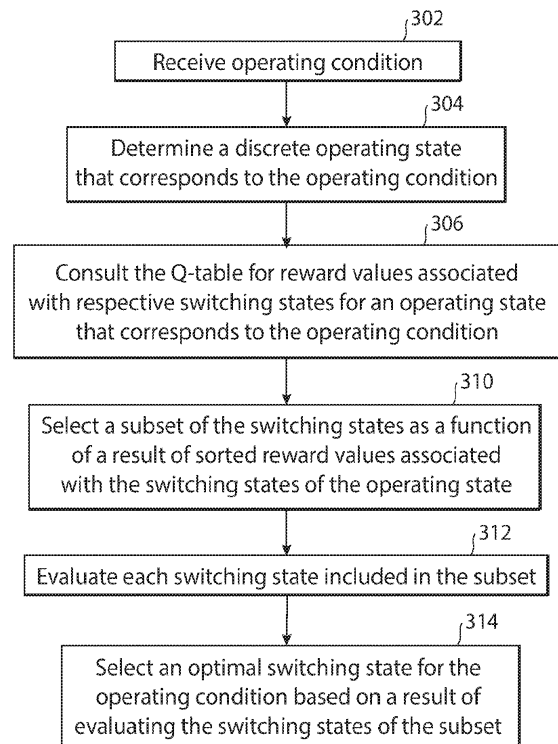 302
Receive operating condition
304
Determine a discrete operating state
that corresponds to the operating condition
306
Consult the Q-table for reward values associated
with respective switching states for an operating state
that corresponds to the operating condition
310
Select a subset of the switching states as a function
of a result of sorted reward values associated
with the switching states of the operating state
312
Evaluate each switching state included in the subset
314
Select an optimal switching state for the
operating condition based on a result of
evaluating the switching states of the subset